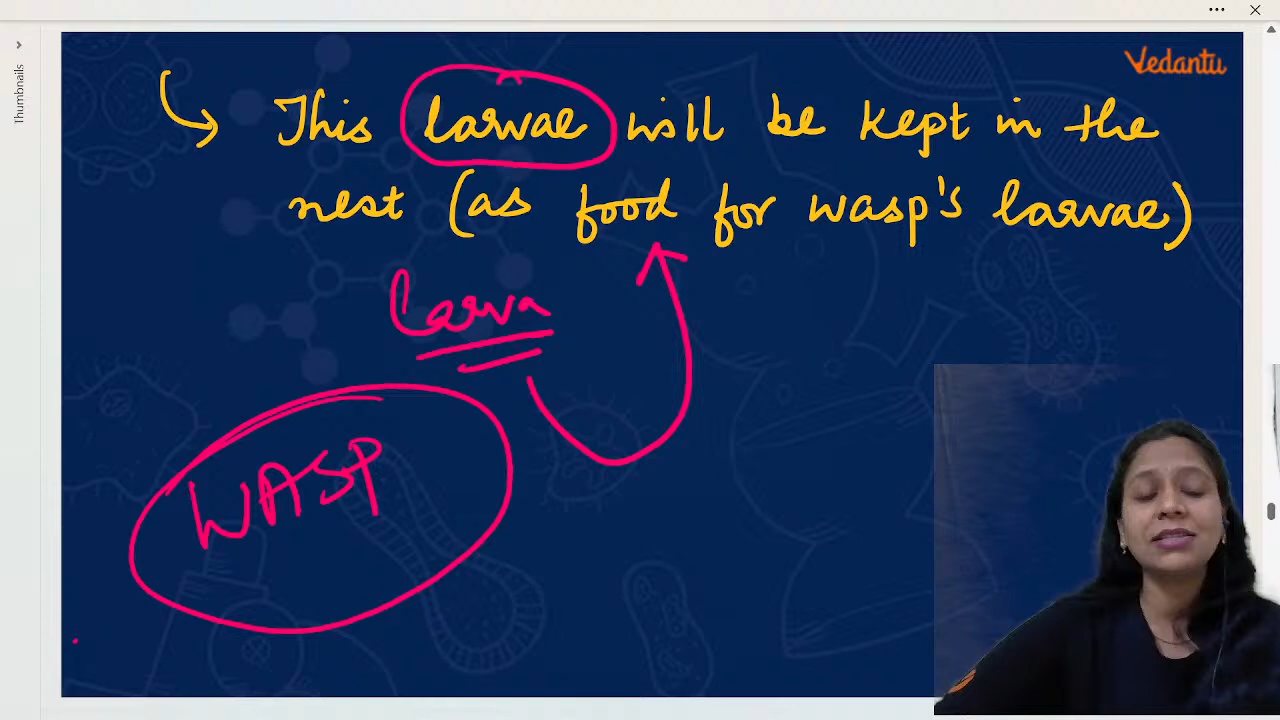 Thumbnails
Vedantu
This larvae will be kept in the
nest (as food for wasp's larvae)
Larva
WASP